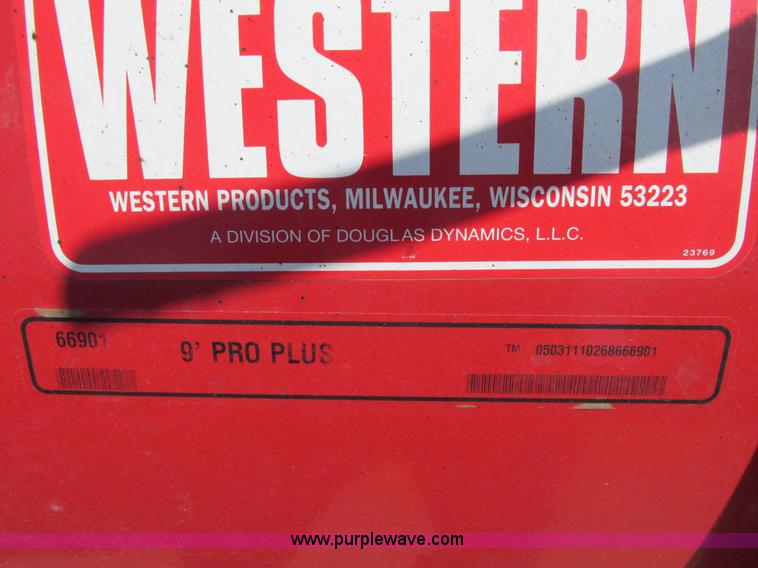 WESTERN
WESTERN PRODUCTS, MILWAUKEE, WISCONSIN 53223
A DIVISION OF DOUGLAS DYNAMICS, L.L.C.
23769
66901 9' PRO PLUS ™ 05031110268666901
www.purplewave.com